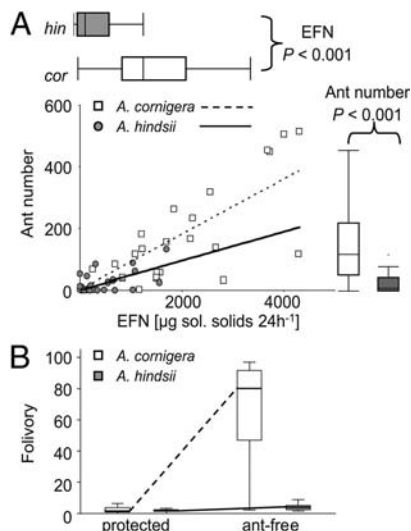 A
hin
cor
EFN
P < 0.001
Ant number
P < 0.001
A. cornigera
A. hindsii
600
400
200
0
Ant number
2000
4000
EFN [µg sol. solids 24h⁻¹]
B
A. cornigera
A. hindsii
100
80
60
40
20
0
Folivory
protected
ant-free